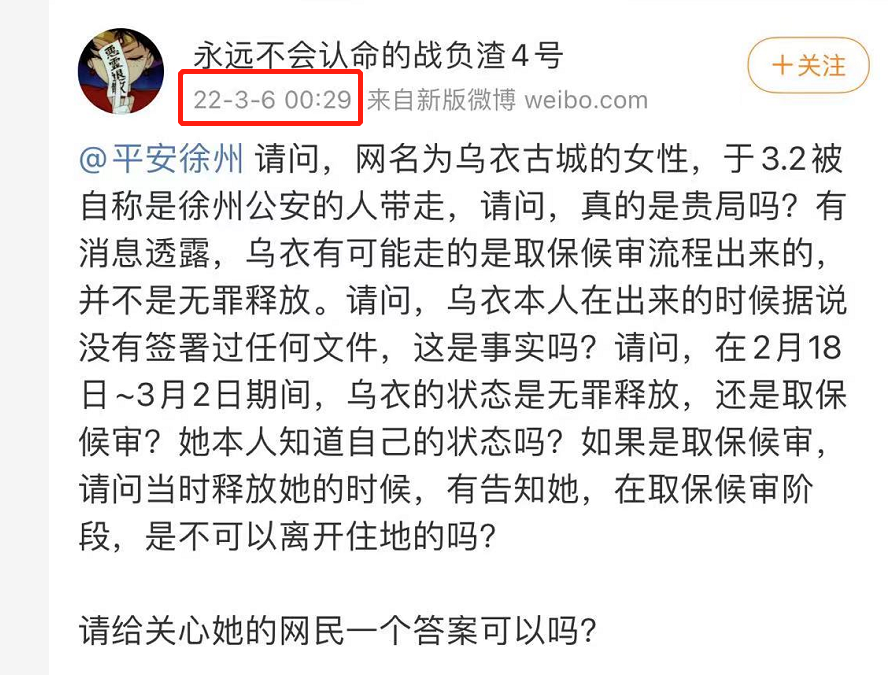 永远不会认命的战负渣4号
22-3-6 00:29 来自新版微博 weibo.com
+关注
@平安徐州 请问，网名为乌衣古城的女性，于3.2被
自称是徐州公安的人带走，请问，真的是贵局吗？有
消息透露，乌衣有可能走的是取保候审流程出来的，
并不是无罪释放。请问，乌衣本人在出来的时候据说
没有签署过任何文件，这是事实吗？请问，在2月18
日~3月2日期间，乌衣的状态是无罪释放，还是取保
候审？她本人知道自己的状态吗？如果是取保候审，
请问当时释放她的时候，有告知她，在取保候审阶
段，是不可以离开住地的吗？
请给关心她的网民一个答案可以吗？